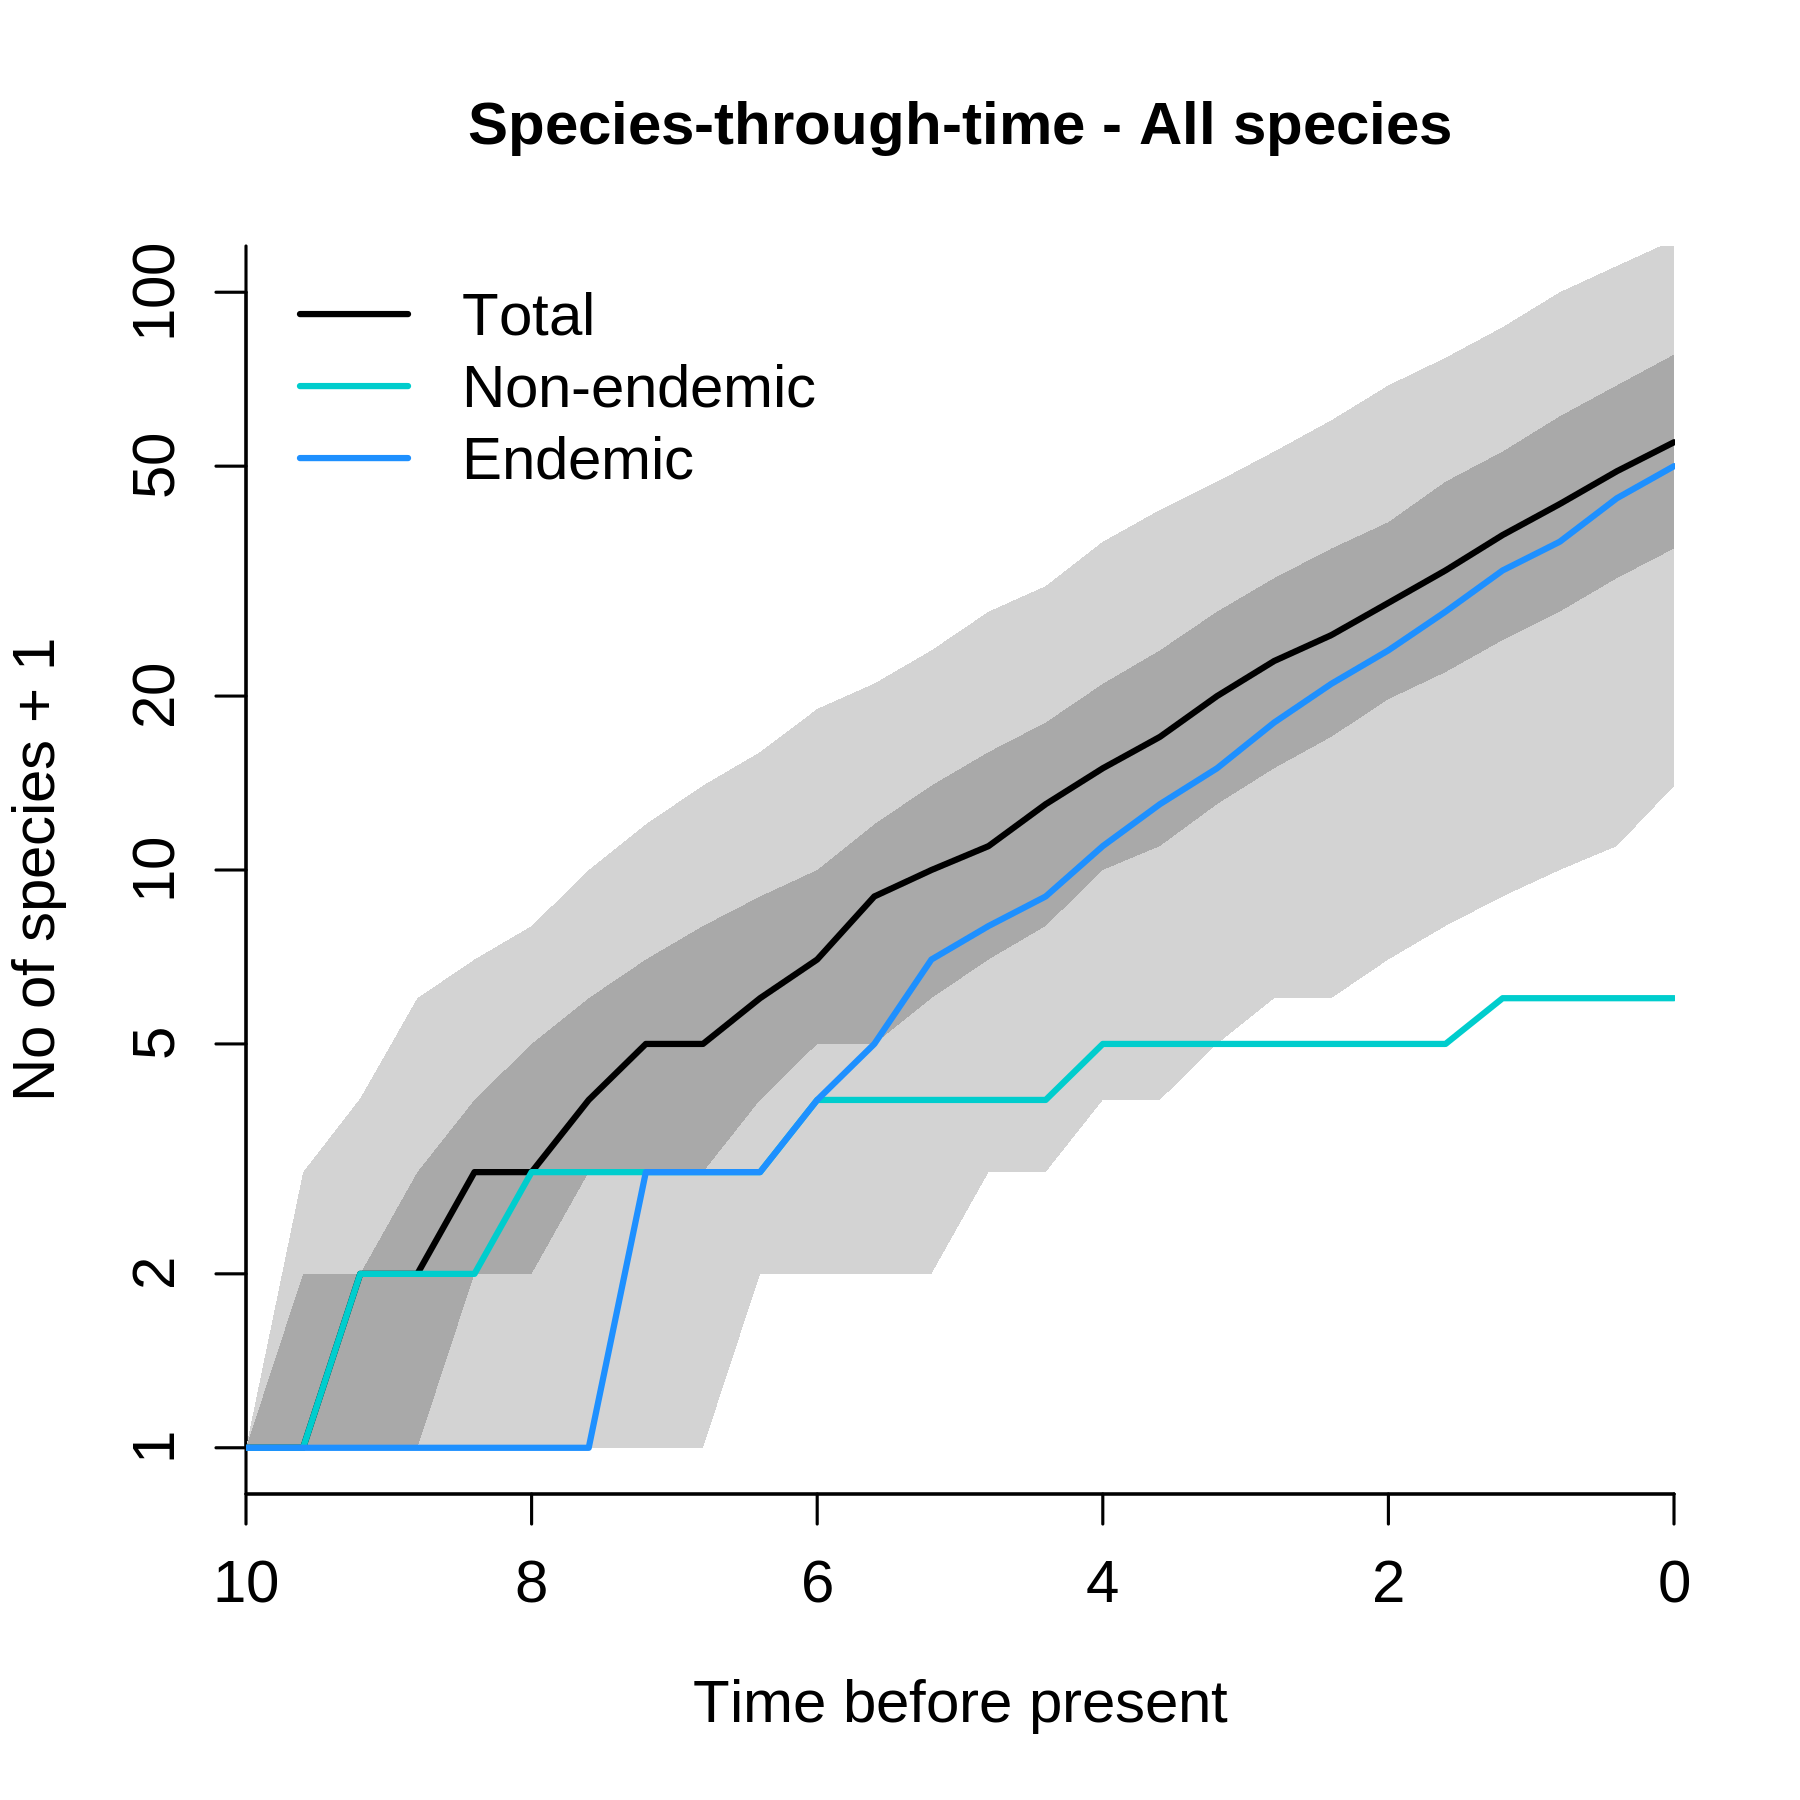 Species-through-time - All species
Total
Non-endemic
Endemic
No of species + 1
100
50
20
10
5
2
1
10 8 6 4 2 0
Time before present